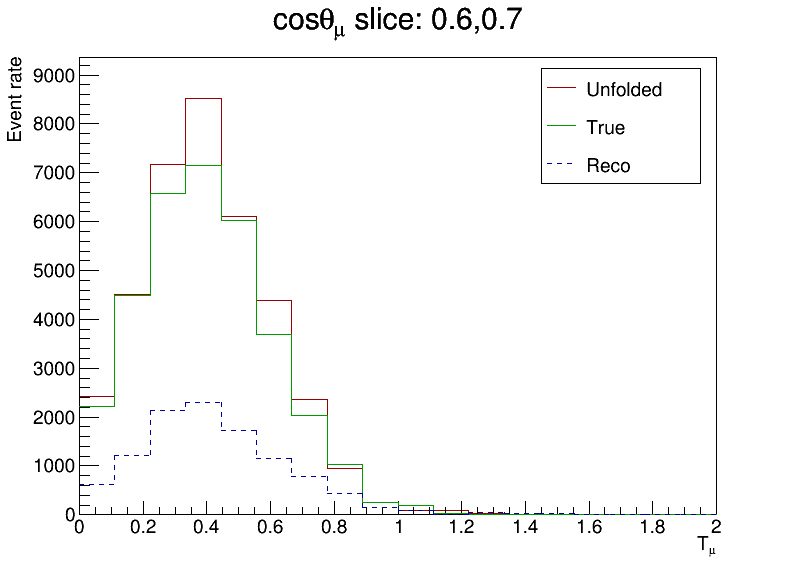 cosθμ slice: 0.6,0.7
Event rate
9000
8000
7000
6000
5000
4000
3000
2000
1000
0
Unfolded
True
Reco
0 0.2 0.4 0.6 0.8 1 1.2 1.4 1.6 1.8 2
Tμ